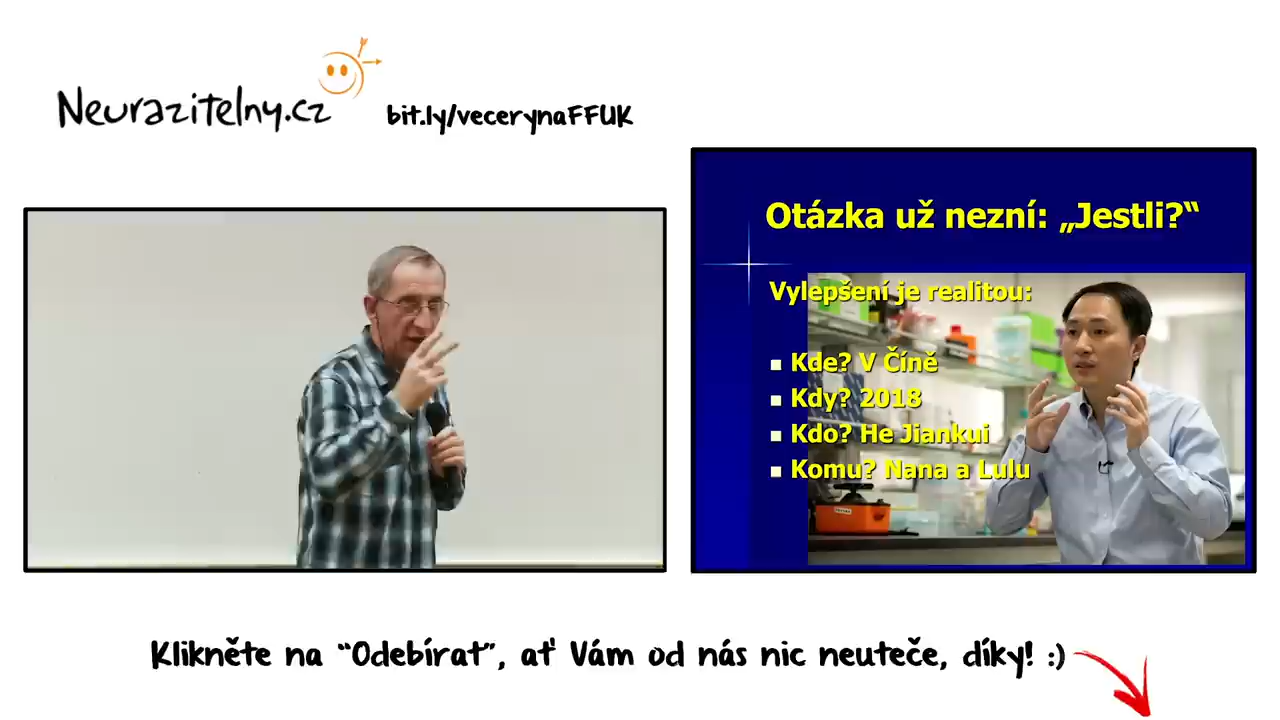 Neurazitelny.cz
bit.ly/vecerynaFFUK
Otázka už nezní: „Jestli?“
Vylepšení je realitou:
Kde? V Číně
Kdy? 2018
Kdo? He Jiankui
Komu? Nana a Lulu
Klikněte na “Odebírat”, ať Vám od nás nic neuteče, díky! :)